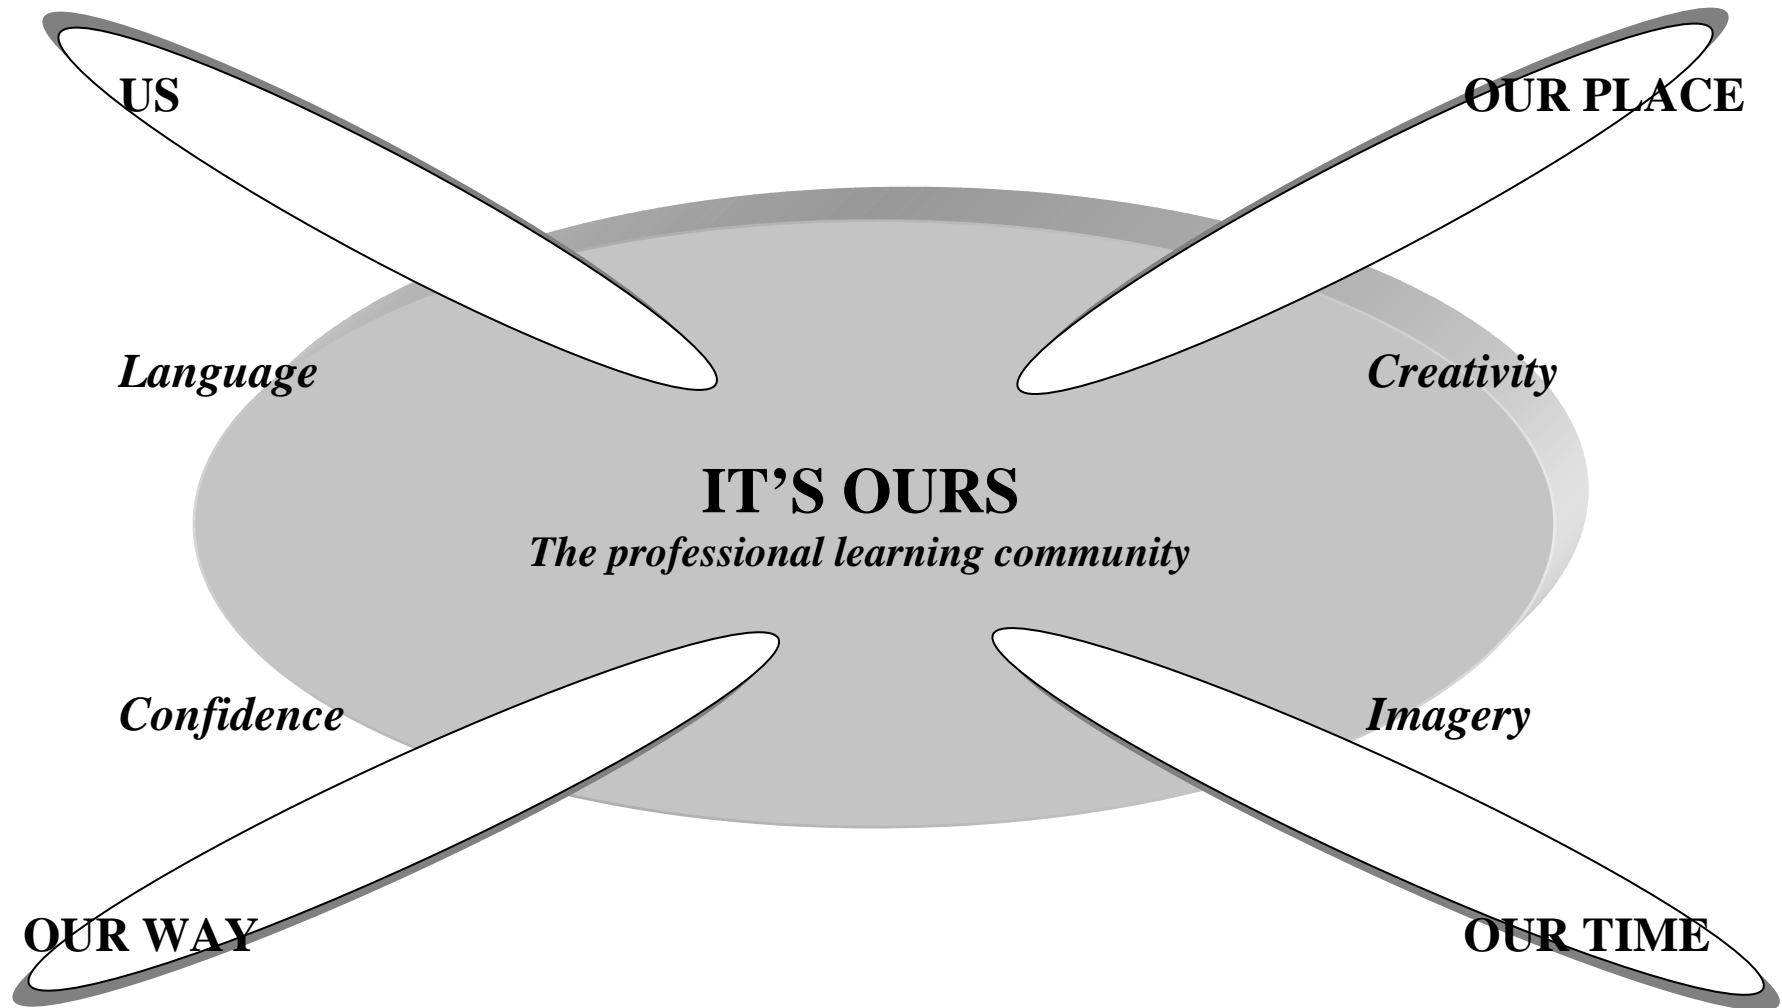 US
OUR PLACE
Language
Creativity
IT’S OURS
The professional learning community
Confidence
Imagery
OUR WAY
OUR TIME